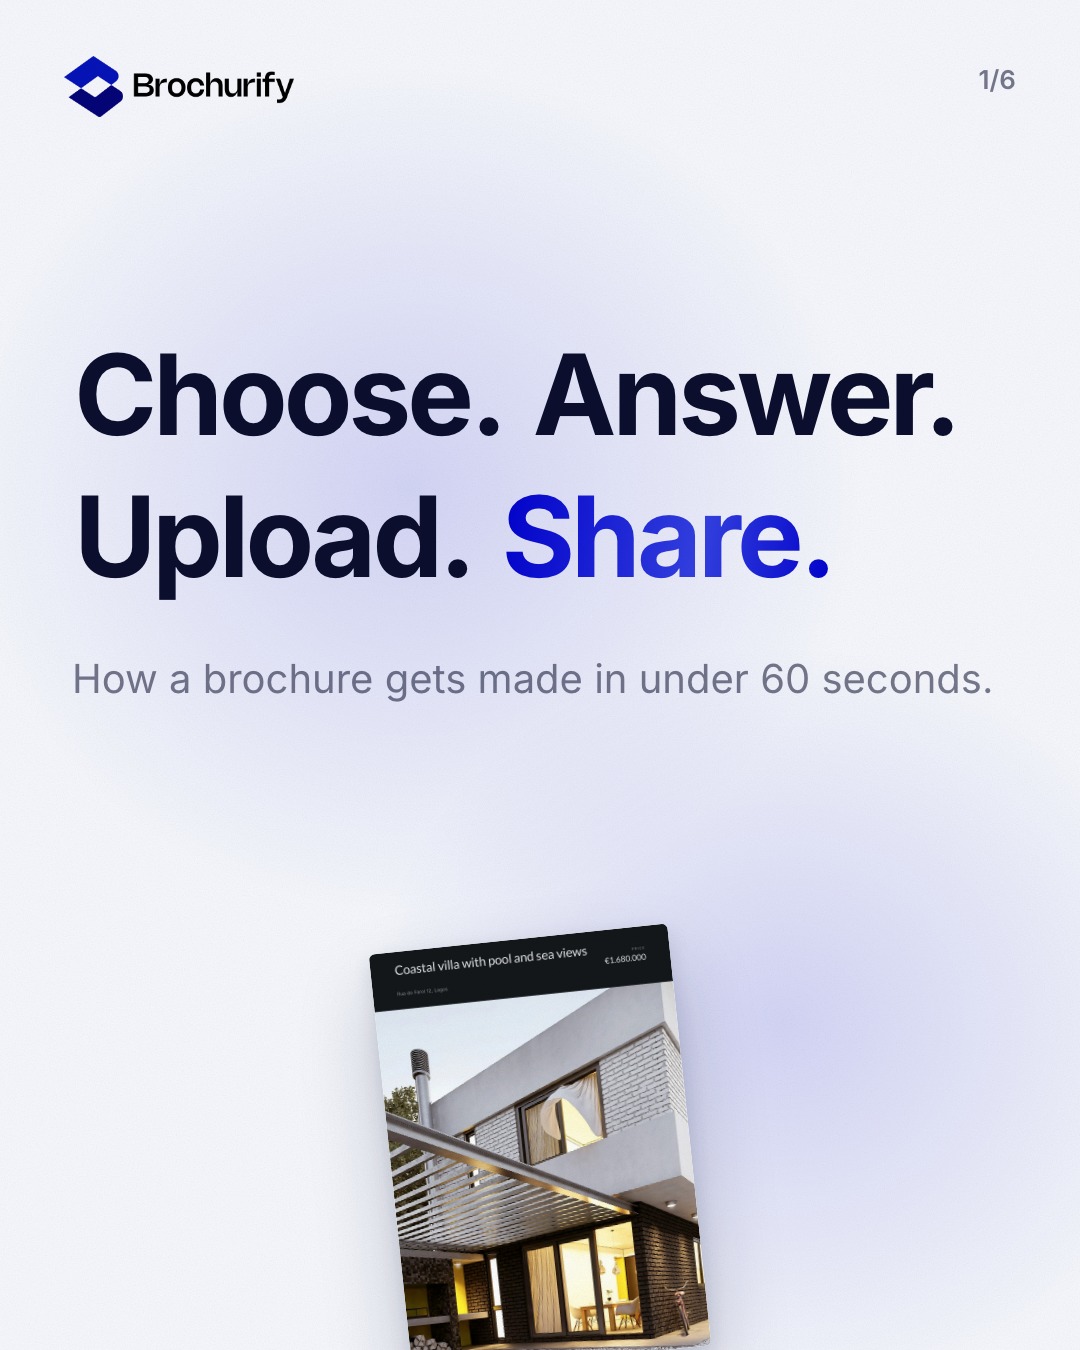 Brochurify
1/6
Choose. Answer.
Upload. Share.
How a brochure gets made in under 60 seconds.
Coastal villa with pool and sea views
PRICE
€1.680.000